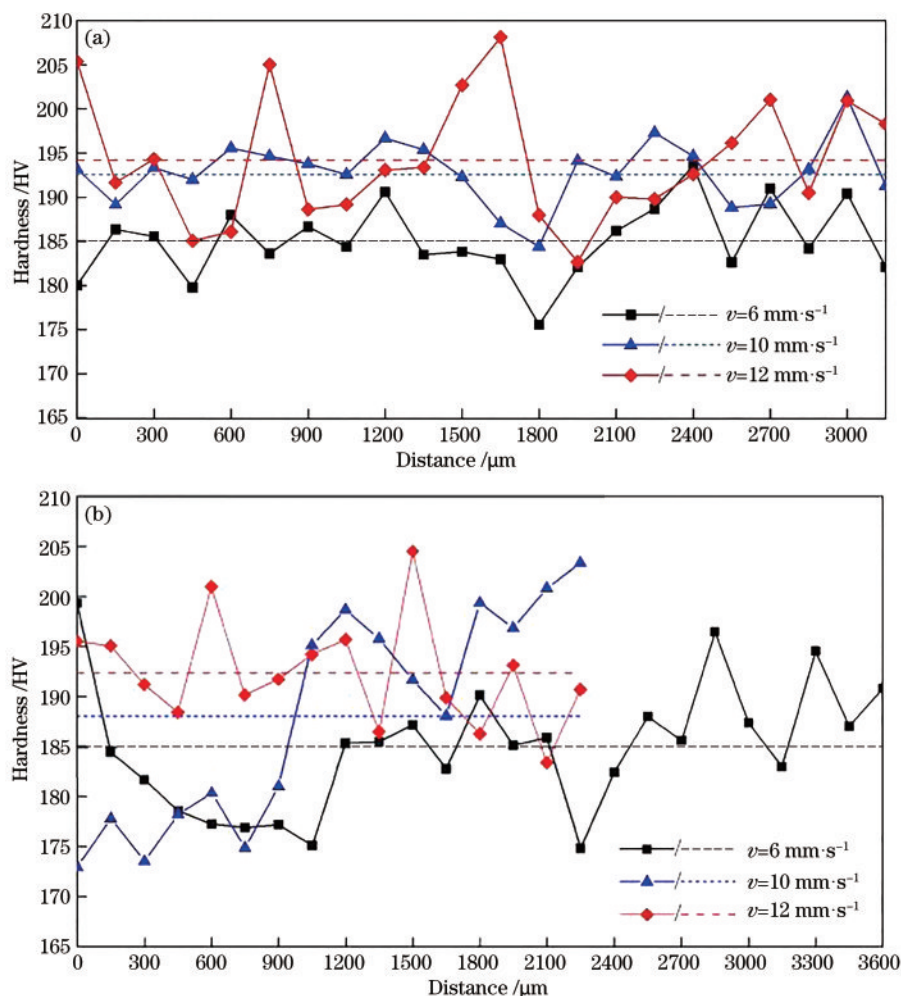 (a)
210
205
200
195
190
185
180
175
170
165
Hardness /HV
v=6 mm·s⁻¹
v=10 mm·s⁻¹
v=12 mm·s⁻¹
0 300 600 900 1200 1500 1800 2100 2400 2700 3000
Distance /μm
(b)
210
205
200
195
190
185
180
175
170
165
Hardness /HV
v=6 mm·s⁻¹
v=10 mm·s⁻¹
v=12 mm·s⁻¹
0 300 600 900 1200 1500 1800 2100 2400 2700 3000 3300 3600
Distance /μm